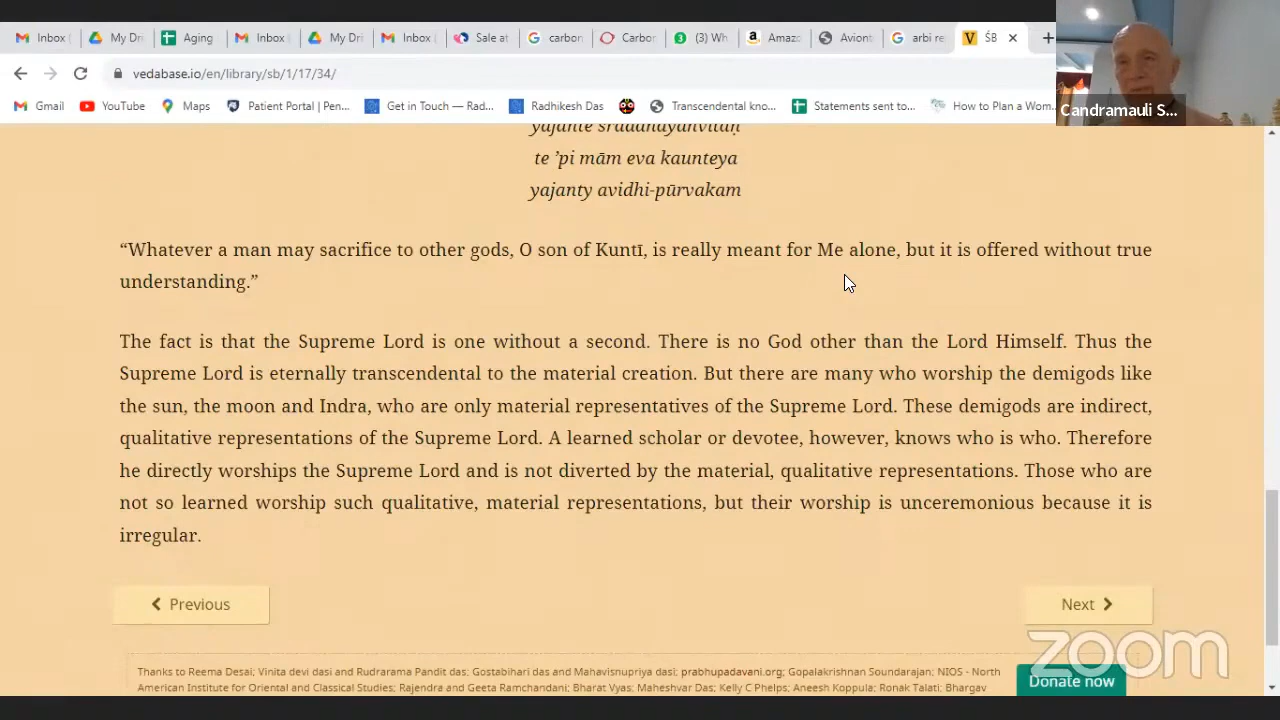 Inbox (
My Dri
Aging
Inbox (
My Dri
Inbox (
Sale at
carbon
Carbor
(3) Wh
Amazo
Aviont
arbi re
ŚB
vedabase.io/en/library/sb/1/17/34/
Gmail
YouTube
Maps
Patient Portal | Pen...
Get in Touch — Rad...
Radhikesh Das
Transcendental kno...
Statements sent to...
How to Plan a Wom...
Candramauli S...
te ’pi mām eva kaunteya
yajanty avidhi-pūrvakam
“Whatever a man may sacrifice to other gods, O son of Kuntī, is really meant for Me alone, but it is offered without true
understanding.”
The fact is that the Supreme Lord is one without a second. There is no God other than the Lord Himself. Thus the
Supreme Lord is eternally transcendental to the material creation. But there are many who worship the demigods like
the sun, the moon and Indra, who are only material representatives of the Supreme Lord. These demigods are indirect,
qualitative representations of the Supreme Lord. A learned scholar or devotee, however, knows who is who. Therefore
he directly worships the Supreme Lord and is not diverted by the material, qualitative representations. Those who are
not so learned worship such qualitative, material representations, but their worship is unceremonious because it is
irregular.
Previous
Next
zoom
Thanks to Reema Desai; Vinita devi dasi and Rudrarama Pandit das; Gostabihari das and Mahavisnupriya dasi; prabhupadavani.org; Gopalakrishnan Soundarajan; NIOS - North
American Institute for Oriental and Classical Studies; Rajendra and Geeta Ramchandani; Bharat Vyas; Maheshvar Das; Kelly C Phelps; Aneesh Koppula; Ronak Talati; Bhargav
Donate now